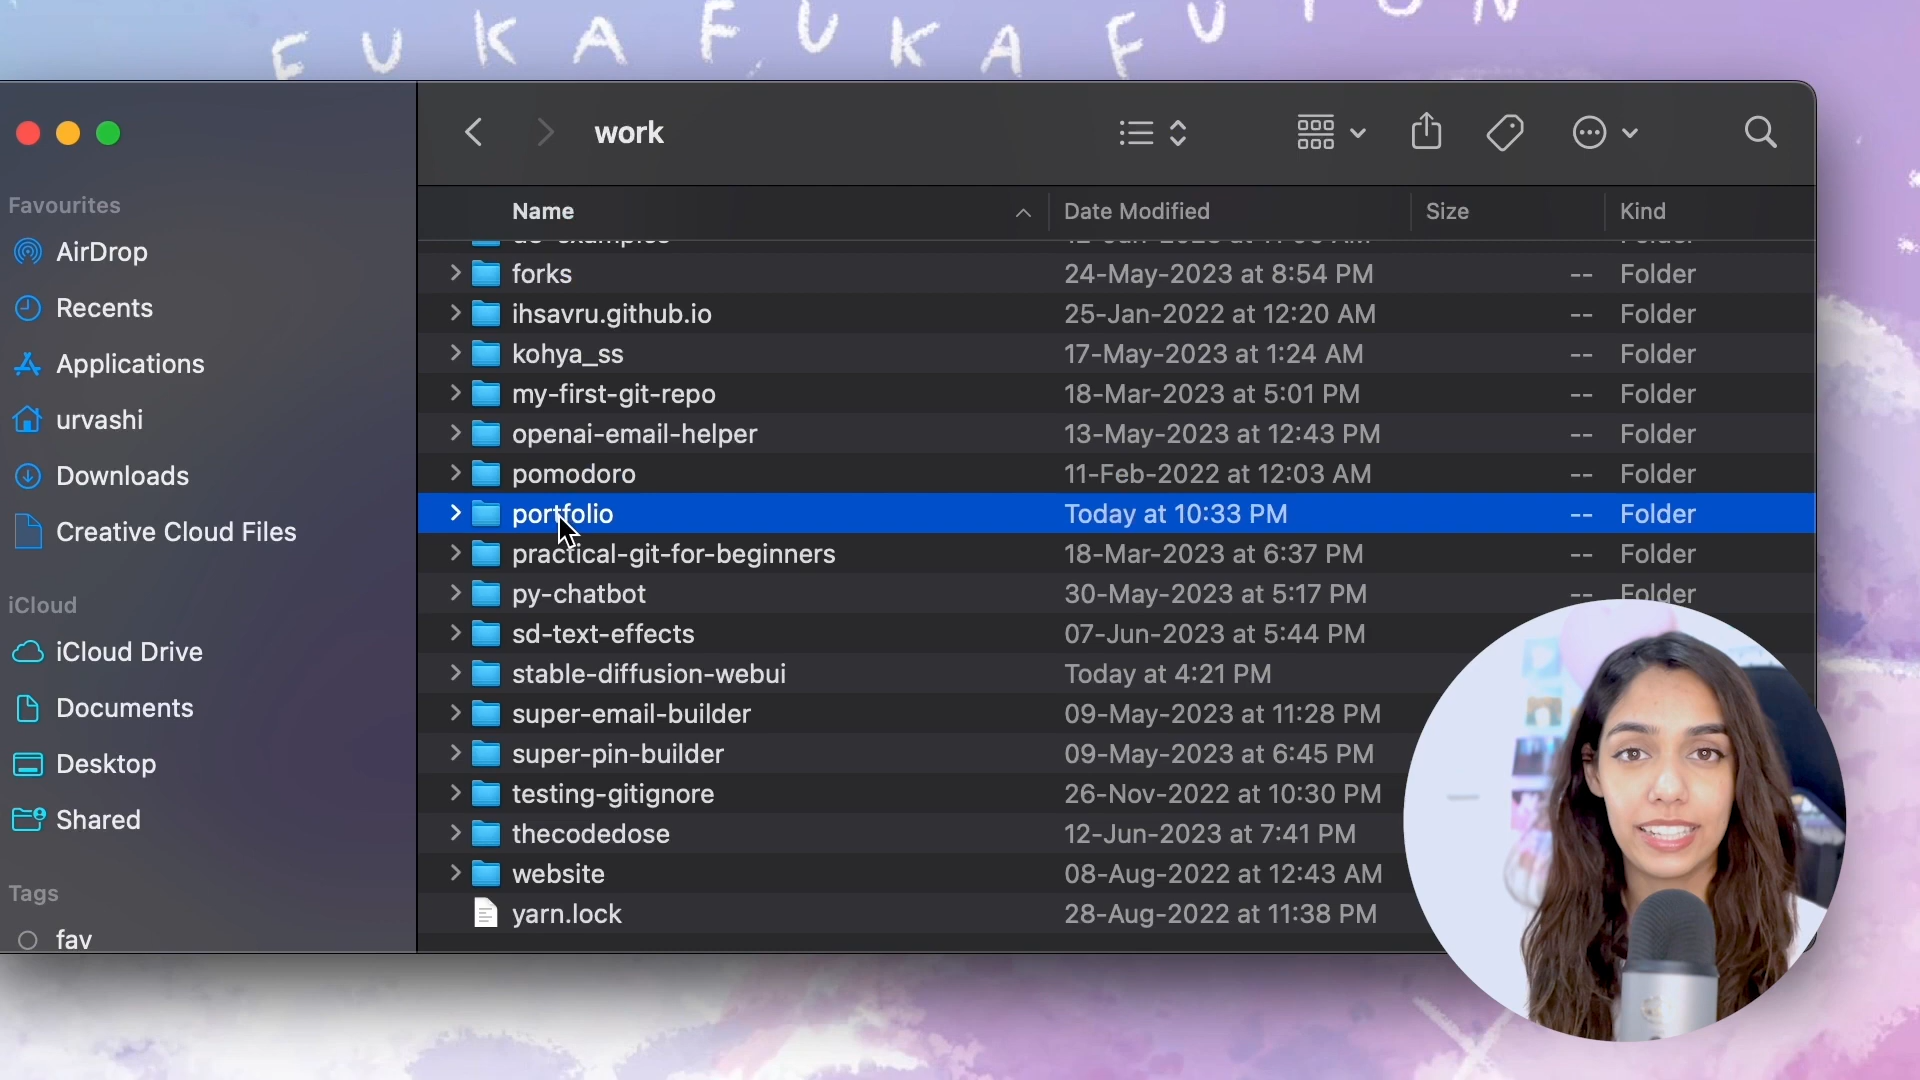 FUKAFUKAFUTON
work
Name Date Modified Size Kind
Favourites
AirDrop
Recents
Applications
urvashi
Downloads
Creative Cloud Files
iCloud
iCloud Drive
Documents
Desktop
Shared
Tags
fav
forks 24-May-2023 at 8:54 PM -- Folder
ihsavru.github.io 25-Jan-2022 at 12:20 AM -- Folder
kohya_ss 17-May-2023 at 1:24 AM -- Folder
my-first-git-repo 18-Mar-2023 at 5:01 PM -- Folder
openai-email-helper 13-May-2023 at 12:43 PM -- Folder
pomodoro 11-Feb-2022 at 12:03 AM -- Folder
portfolio Today at 10:33 PM -- Folder
practical-git-for-beginners 18-Mar-2023 at 6:37 PM -- Folder
py-chatbot 30-May-2023 at 5:17 PM -- Folder
sd-text-effects 07-Jun-2023 at 5:44 PM
stable-diffusion-webui Today at 4:21 PM
super-email-builder 09-May-2023 at 11:28 PM
super-pin-builder 09-May-2023 at 6:45 PM
testing-gitignore 26-Nov-2022 at 10:30 PM
thecodedose 12-Jun-2023 at 7:41 PM
website 08-Aug-2022 at 12:43 AM
yarn.lock 28-Aug-2022 at 11:38 PM